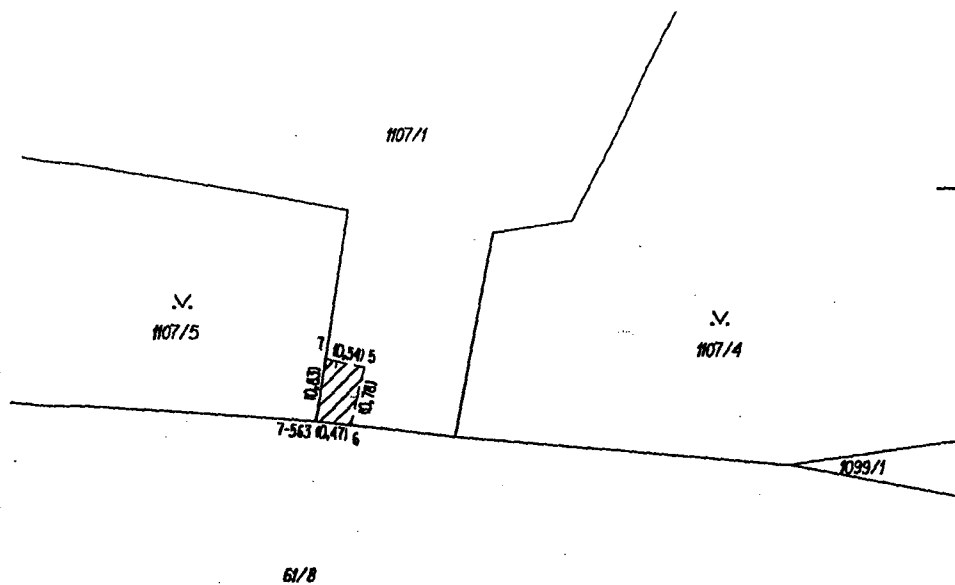 1107/1
.V.
1107/5
.V.
1107/4
7 (0,54) 5
(0,83)
(0,78)
7-563 (0,47) 6
1099/1
61/8